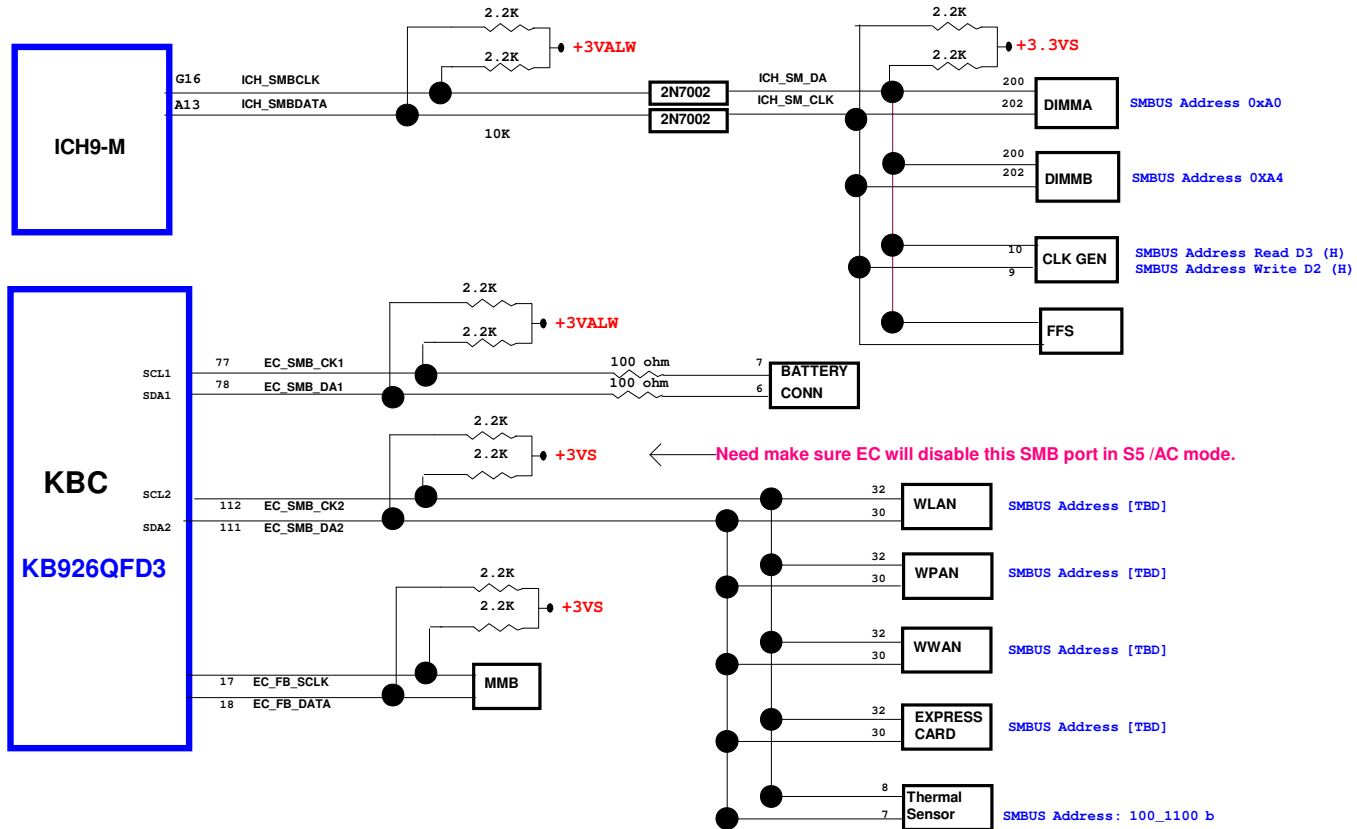 2.2K
2.2K
+3VALW
2.2K
2.2K
+3.3VS
ICH9-M
G16 ICH_SMBCLK
A13 ICH_SMBDATA
10K
2N7002
2N7002
ICH_SM_DA
ICH_SM_CLK
200
202
DIMMA
SMBUS Address 0xA0
200
202
DIMMB
SMBUS Address 0XA4
10
9
CLK GEN
SMBUS Address Read D3 (H)
SMBUS Address Write D2 (H)
FFS
KBC
KB926QFD3
2.2K
2.2K
+3VALW
SCL1 77 EC_SMB_CK1
SDA1 78 EC_SMB_DA1
100 ohm
100 ohm
7
6
BATTERY
CONN
2.2K
2.2K
+3VS
Need make sure EC will disable this SMB port in S5 /AC mode.
SCL2 112 EC_SMB_CK2
SDA2 111 EC_SMB_DA2
32
30
WLAN
SMBUS Address [TBD]
32
30
WPAN
SMBUS Address [TBD]
2.2K
2.2K
+3VS
17 EC_FB_SCLK
18 EC_FB_DATA
MMB
32
30
WWAN
SMBUS Address [TBD]
32
30
EXPRESS
CARD
SMBUS Address [TBD]
8
7
Thermal
Sensor
SMBUS Address: 100_1100 b